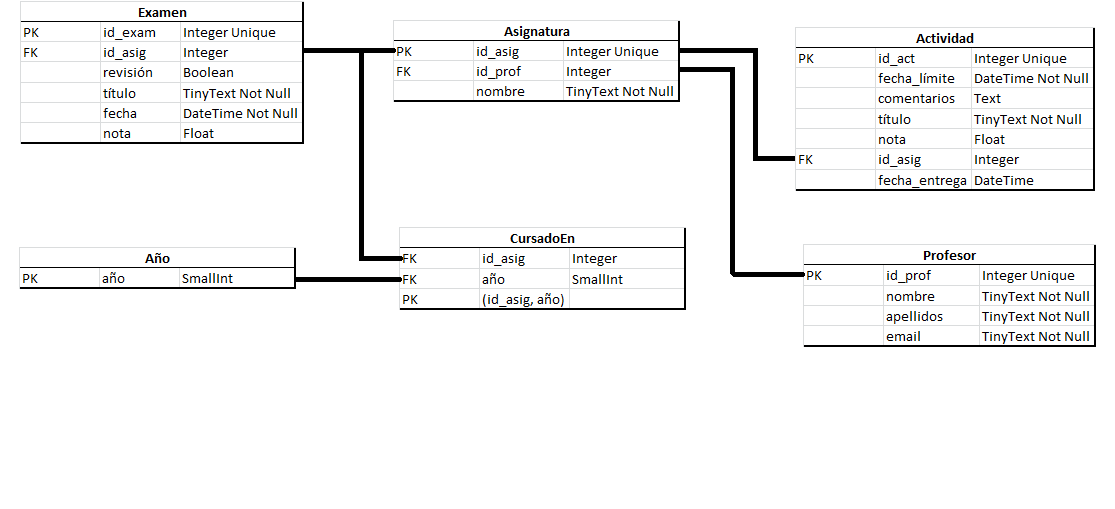 Examen
PK id_exam Integer Unique
FK id_asig Integer
revisión Boolean
título TinyText Not Null
fecha DateTime Not Null
nota Float
Asignatura
PK id_asig Integer Unique
FK id_prof Integer
nombre TinyText Not Null
Actividad
PK id_act Integer Unique
fecha_límite DateTime Not Null
comentarios Text
título TinyText Not Null
nota Float
FK id_asig Integer
fecha_entrega DateTime
Año
PK año SmallInt
CursadoEn
FK id_asig Integer
FK año SmallInt
PK (id_asig, año)
Profesor
PK id_prof Integer Unique
nombre TinyText Not Null
apellidos TinyText Not Null
email TinyText Not Null